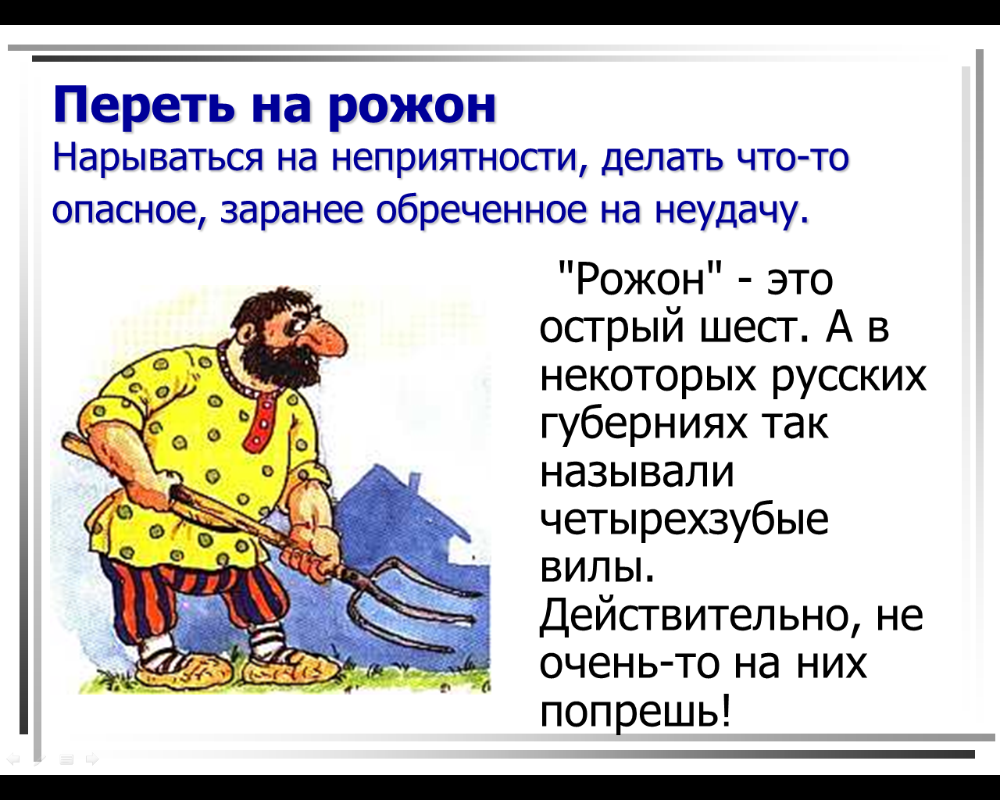 Переть на рожон
Нарываться на неприятности, делать что-то
опасное, заранее обреченное на неудачу.
"Рожон" - это
острый шест. А в
некоторых русских
губерниях так
называли
четырехзубые
вилы.
Действительно, не
очень-то на них
попрешь!